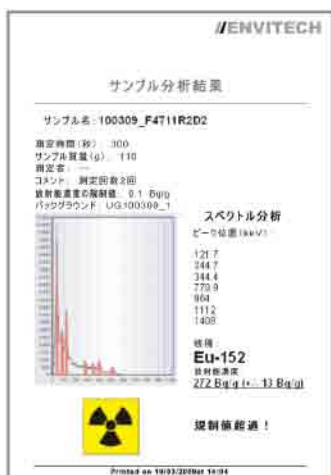 ENVITECH
サンプル分析結果
サンプル名: 100309_F4711R2D2
測定時間(秒): 300
サンプル質量(g): 110
測定者: ---
コメント: 測定回数2回
放射能濃度の限制値: 0.1 Bq/g
バックグラウンド: UG100309_1
スペクトル分析
ピーク位置(keV):
121.7
244.7
344.4
779.9
964
1112
1408
核種:
Eu-152
放射能濃度
272 Bq/g (+- 13 Bq/g)
規制値超過!
Printed on 10/03/2009at 14:04